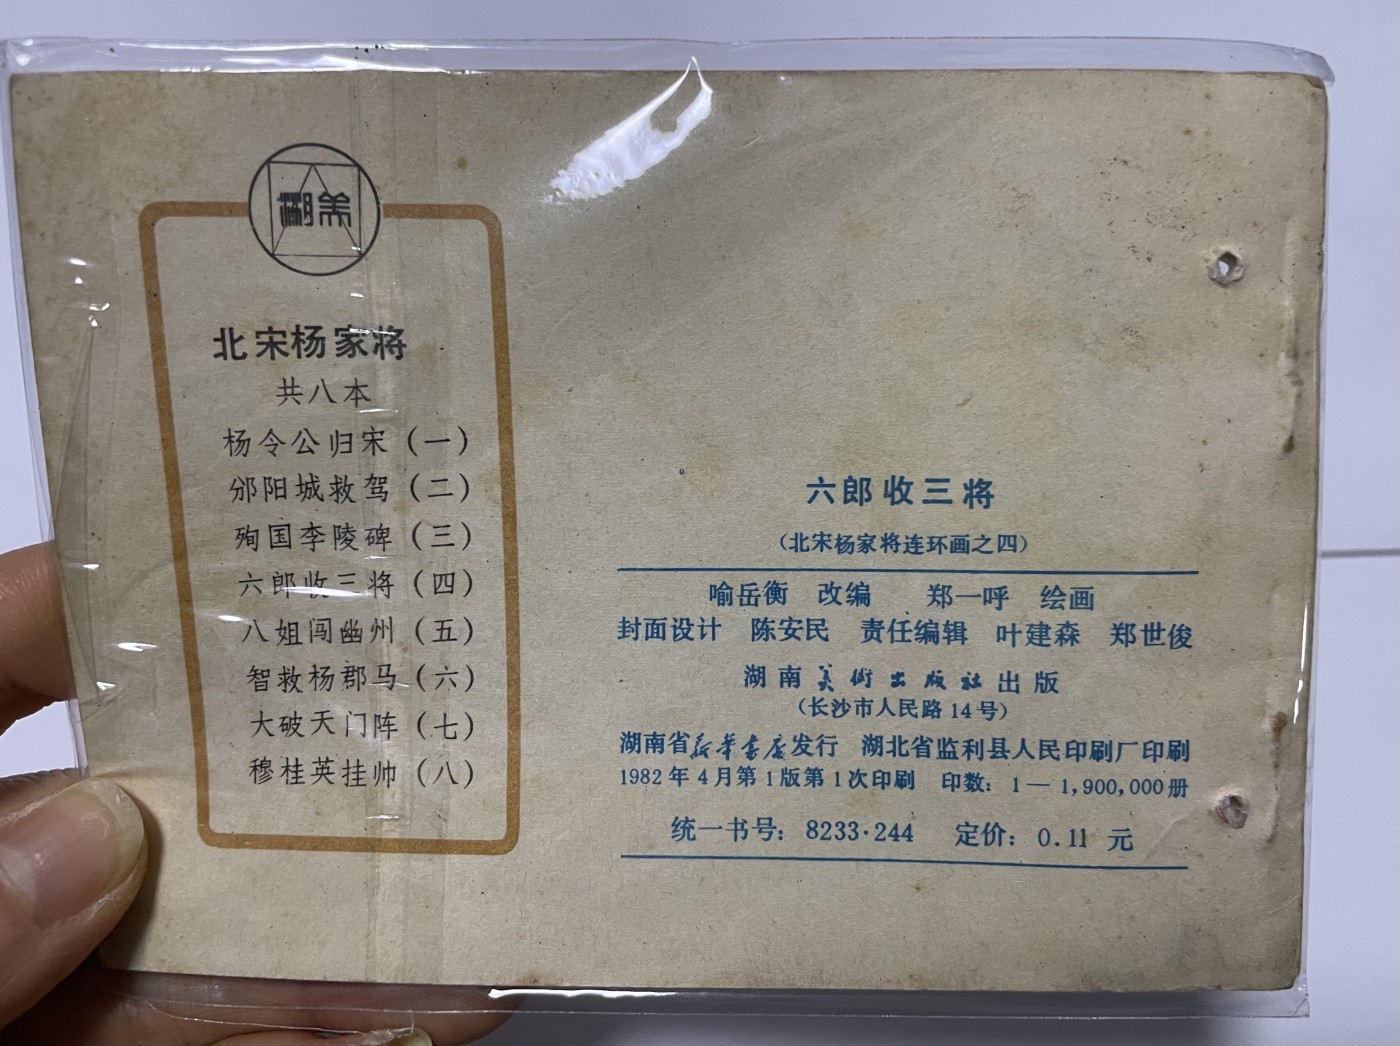 湖美
北宋杨家将
共八本
杨令公归宋(一)
邠阳城救驾(二)
殉国李陵碑(三)
六郎收三将(四)
八姐闯幽州(五)
智救杨郡马(六)
大破天门阵(七)
穆桂英挂帅(八)
六郎收三将
(北宋杨家将连环画之四)
喻岳衡 改编 郑一呼 绘画
封面设计 陈安民 责任编辑 叶建森 郑世俊
湖南美术出版社出版
(长沙市人民路14号)
湖南省新华书店发行 湖北省监利县人民印刷厂印刷
1982年4月第1版第1次印刷 印数:1—1,900,000册
统一书号:8233·244 定价:0.11 元